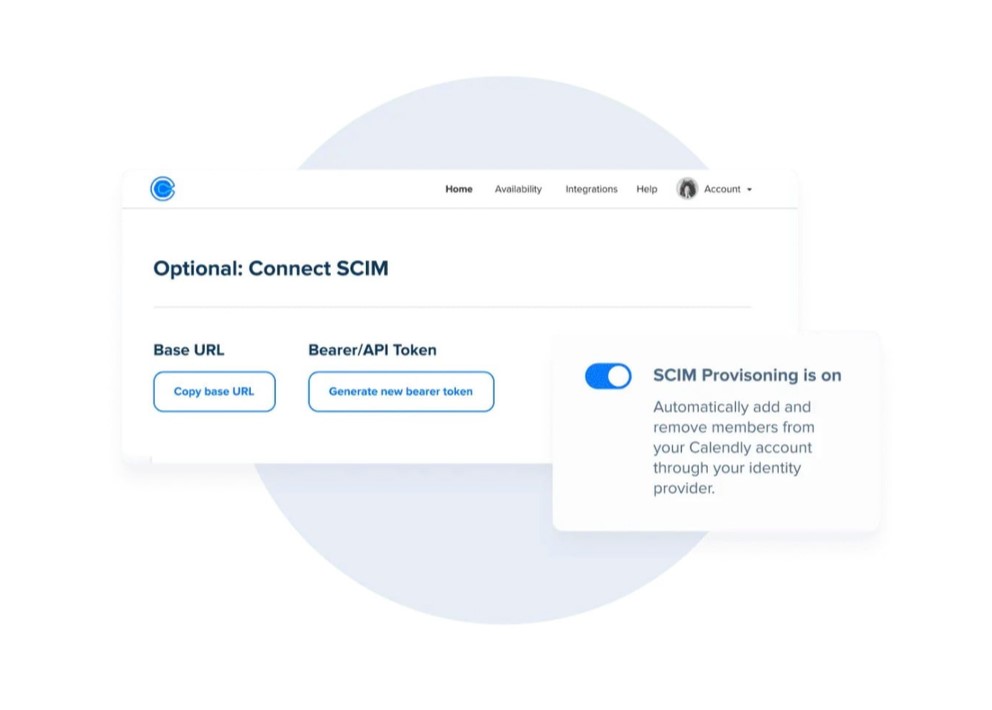 Home Availability Integrations Help Account
Optional: Connect SCIM
Base URL Bearer/API Token
Copy base URL Generate new bearer token
SCIM Provisoning is on
Automatically add and
remove members from
your Calendly account
through your identity
provider.